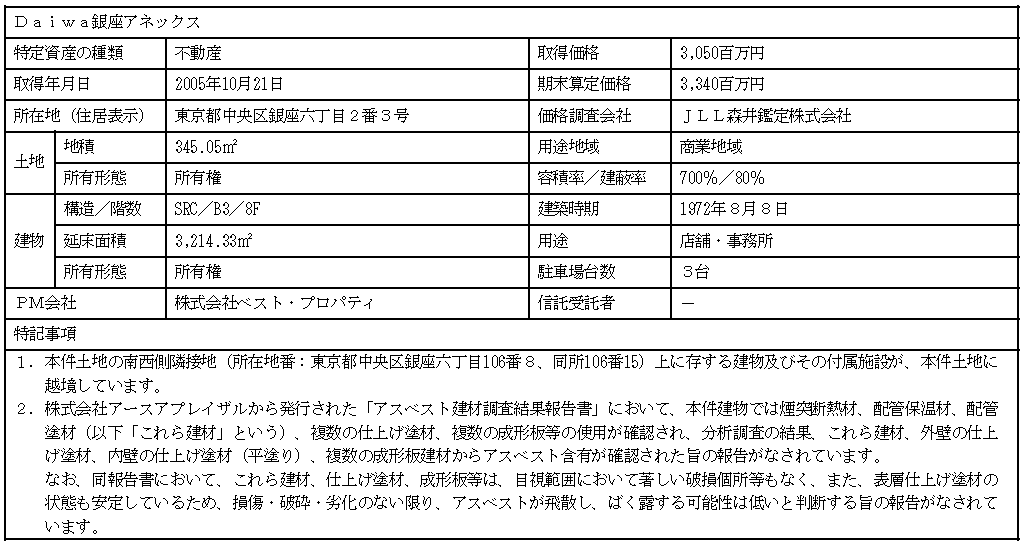 Ｄａｉｗａ銀座アネックス
特定資産の種類 不動産 取得価格 3,050百万円
取得年月日 2005年10月21日 期末算定価格 3,340百万円
所在地（住居表示） 東京都中央区銀座六丁目２番３号 価格調査会社 ＪＬＬ森井鑑定株式会社
土地 地積 345.05㎡ 用途地域 商業地域
所有形態 所有権 容積率／建蔽率 700％／80％
建物 構造／階数 SRC／B3／8F 建築時期 1972年８月８日
延床面積 3,214.33㎡ 用途 店舗・事務所
所有形態 所有権 駐車場台数 ３台
ＰＭ会社 株式会社ベスト・プロパティ 信託受託者 －
特記事項
１．本件土地の南西側隣接地（所在地番：東京都中央区銀座六丁目106番８、同所106番15）上に存する建物及びその付属施設が、本件土地に
越境しています。
２．株式会社アースアプレイザルから発行された「アスベスト建材調査結果報告書」において、本件建物では煙突断熱材、配管保温材、配管
塗材（以下「これら建材」という）、複数の仕上げ塗材、複数の成形板等の使用が確認され、分析調査の結果、これら建材、外壁の仕上
げ塗材、内壁の仕上げ塗材（平塗り）、複数の成形板建材からアスベスト含有が確認された旨の報告がなされています。
なお、同報告書において、これら建材、仕上げ塗材、成形板等は、目視範囲において著しい破損個所等もなく、また、表層仕上げ塗材の
状態も安定しているため、損傷・破砕・劣化のない限り、アスベストが飛散し、ばく露する可能性は低いと判断する旨の報告がなされて
います。